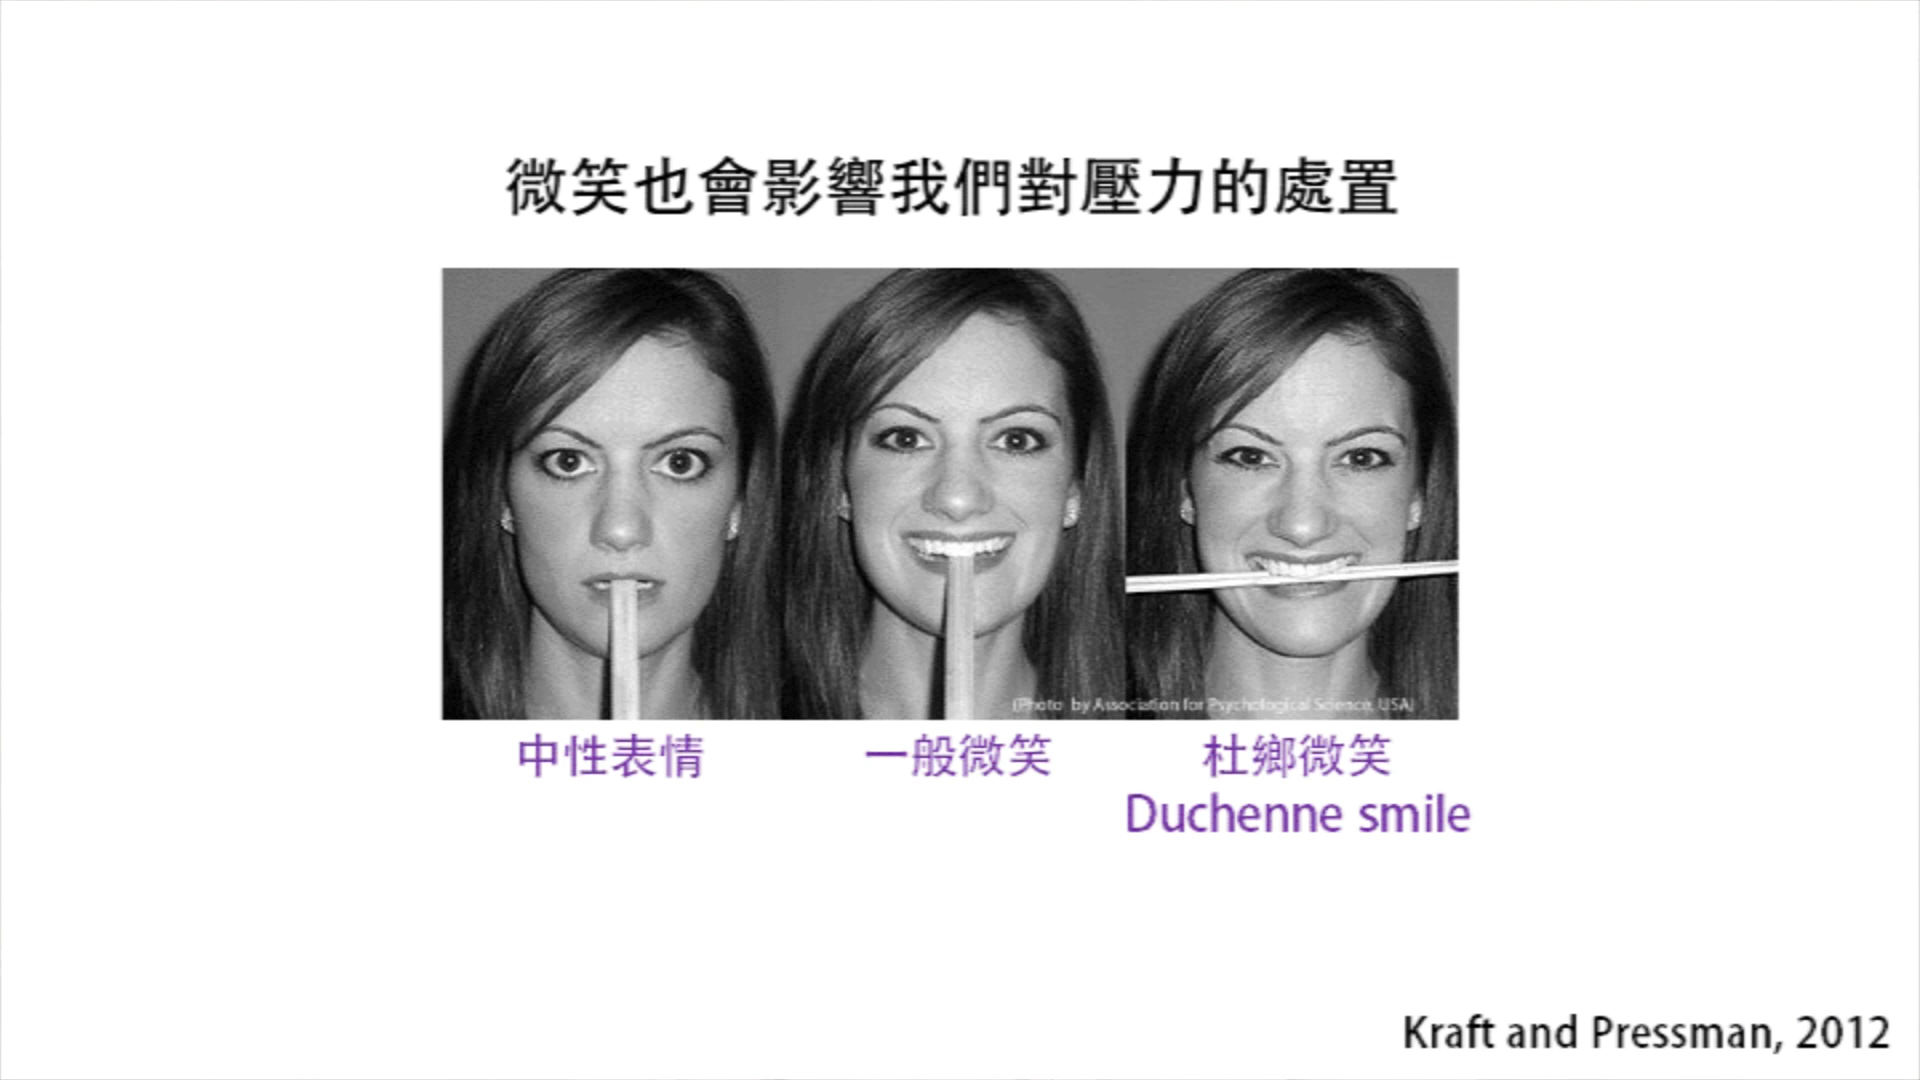 微笑也會影響我們對壓力的處置
(Photo by Association for Psychological Science, USA)
中性表情
一般微笑
杜鄉微笑
Duchenne smile
Kraft and Pressman, 2012